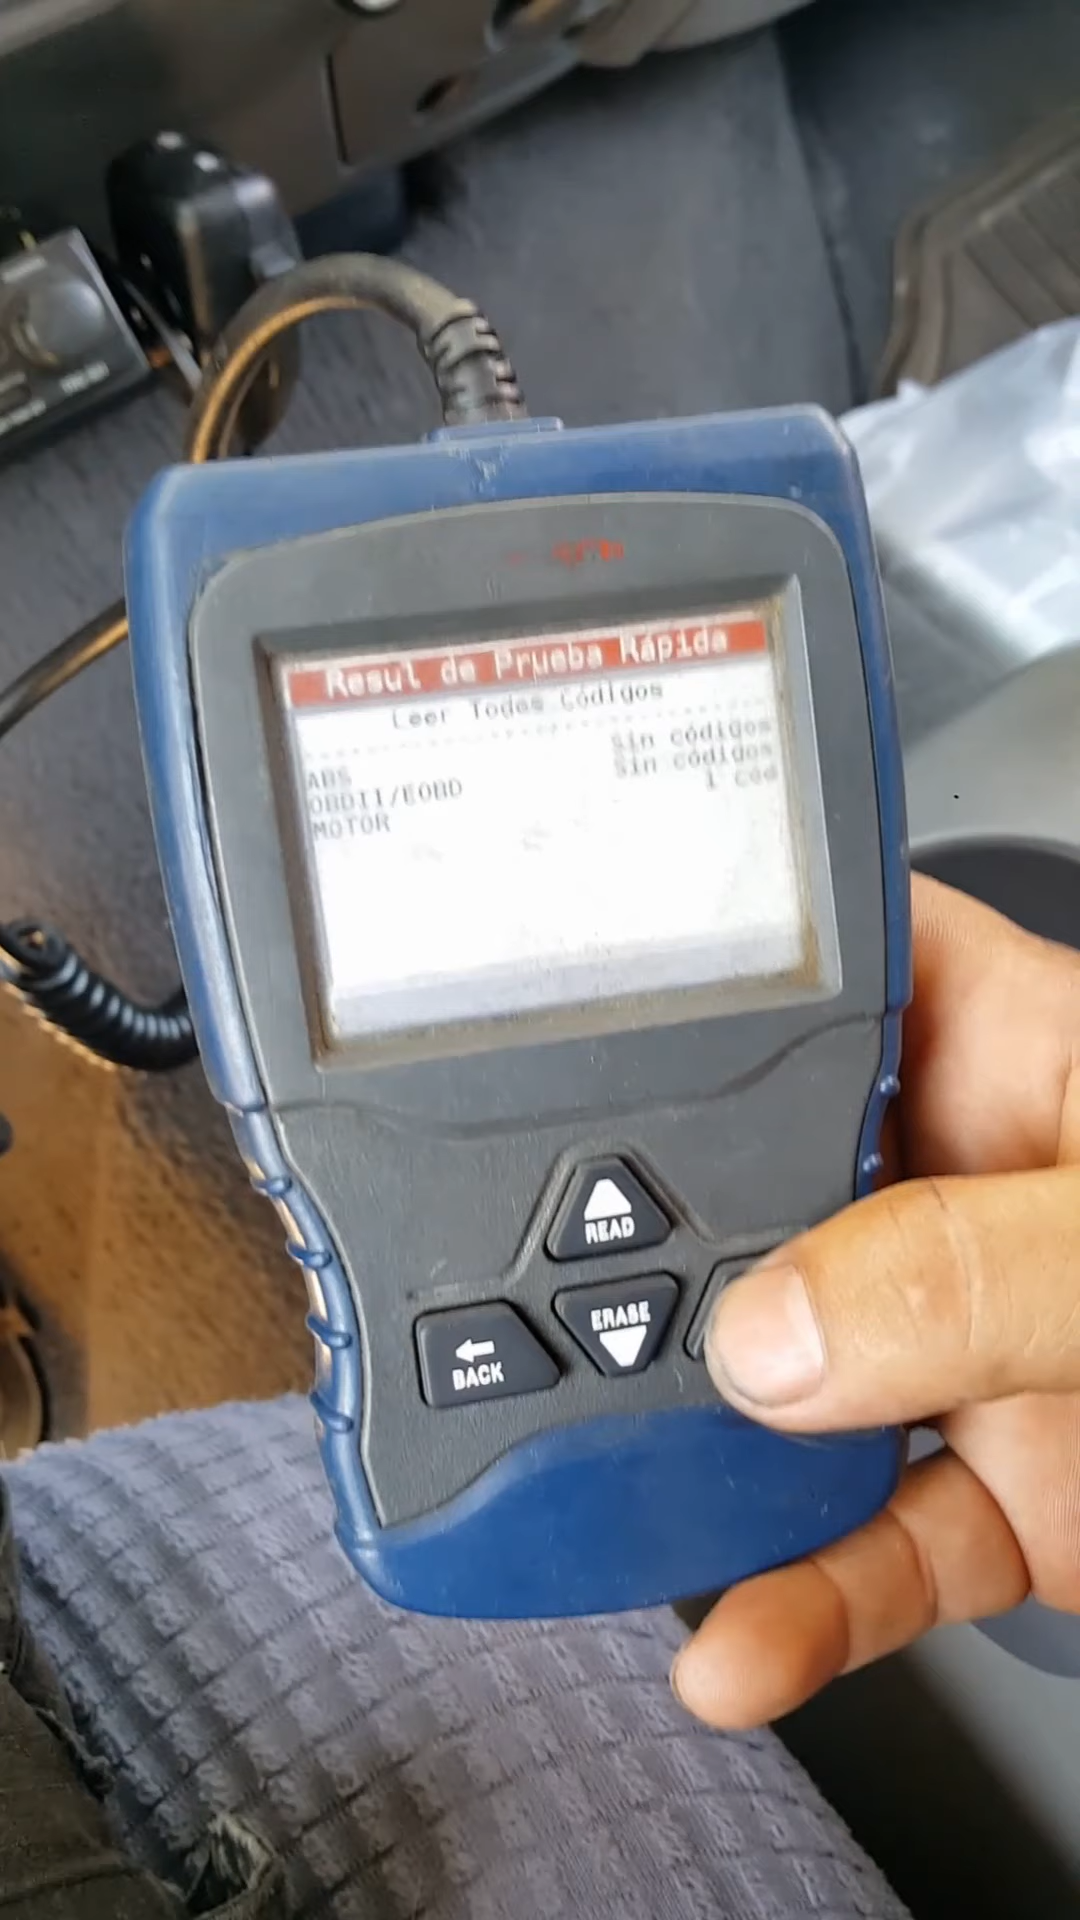 Resul de Prueba Rápida
Leer Todos Códigos
ABS Sin códigos
OBDII/EOBD Sin códigos
MOTOR 1 cód
READ
ERASE
BACK